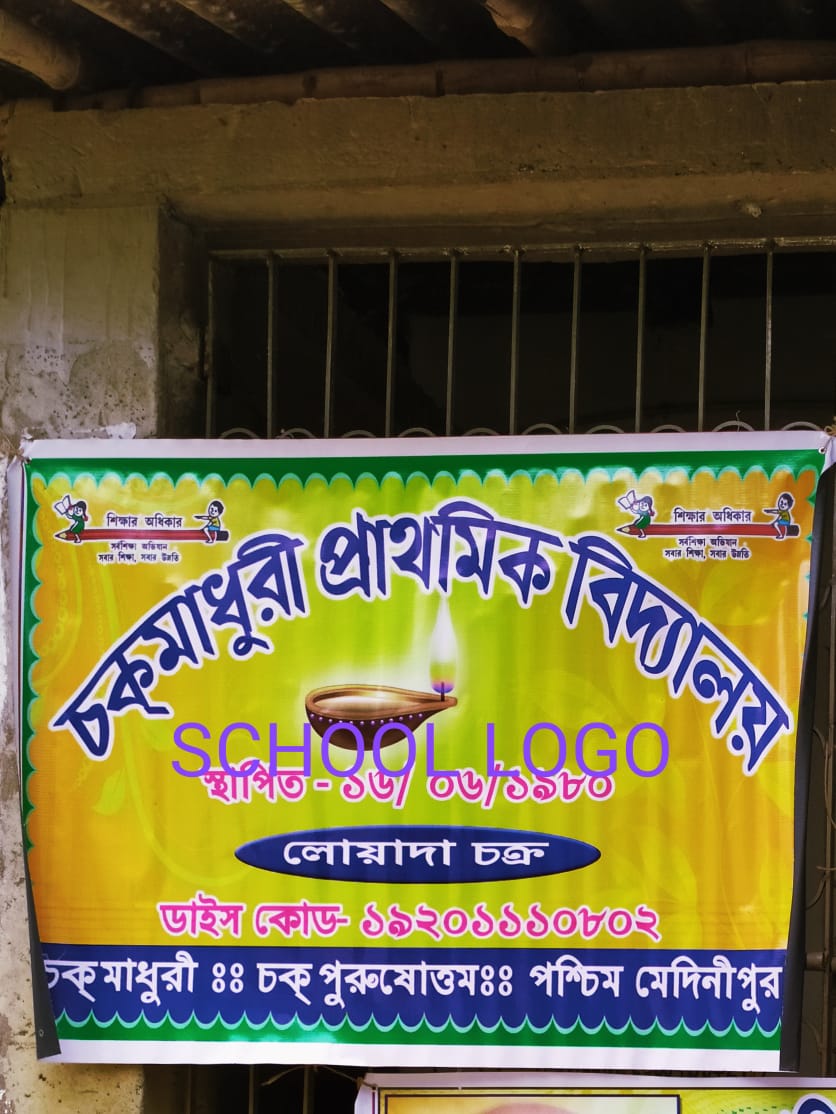 শিক্ষার অধিকার
সর্বশিক্ষা অভিযান
সবার শিক্ষা, সবার উন্নতি
শিক্ষার অধিকার
সর্বশিক্ষা অভিযান
সবার শিক্ষা, সবার উন্নতি
চক্‌মাধুরী প্রাথমিক বিদ্যালয়
SCHOOL LOGO
স্থাপিত - ১৬/ ০৬/১৯৮০
লোয়াদা চক্র
ডাইস কোড- ১৯২০১১১০৮০২
চক্‌মাধুরী ঃঃ চক্‌পুরুষোত্তমঃঃ পশ্চিম মেদিনীপুর